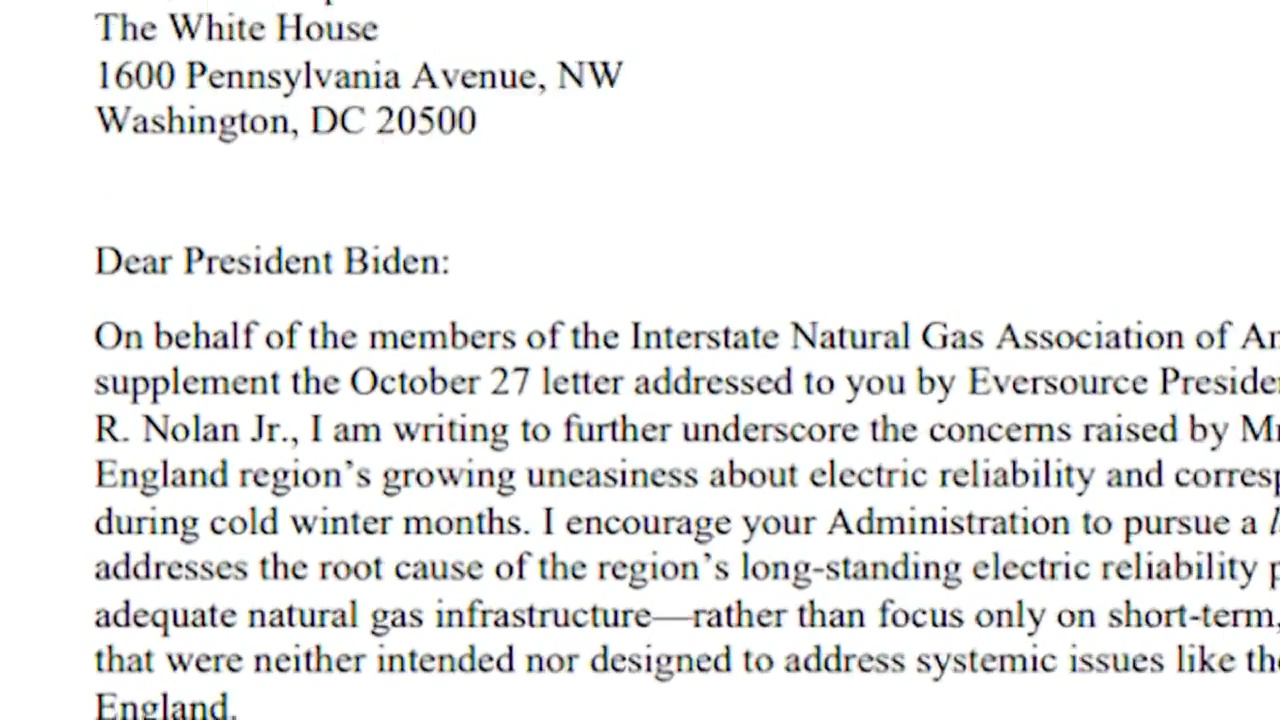 The White House
1600 Pennsylvania Avenue, NW
Washington, DC 20500
Dear President Biden:
On behalf of the members of the Interstate Natural Gas Association of
supplement the October 27 letter addressed to you by Eversource
R. Nolan Jr., I am writing to further underscore the concerns raised by
England region’s growing uneasiness about electric reliability and
during cold winter months. I encourage your Administration to pursue a
addresses the root cause of the region’s long-standing electric reliability
adequate natural gas infrastructure—rather than focus only on short-term,
that were neither intended nor designed to address systemic issues like
England.